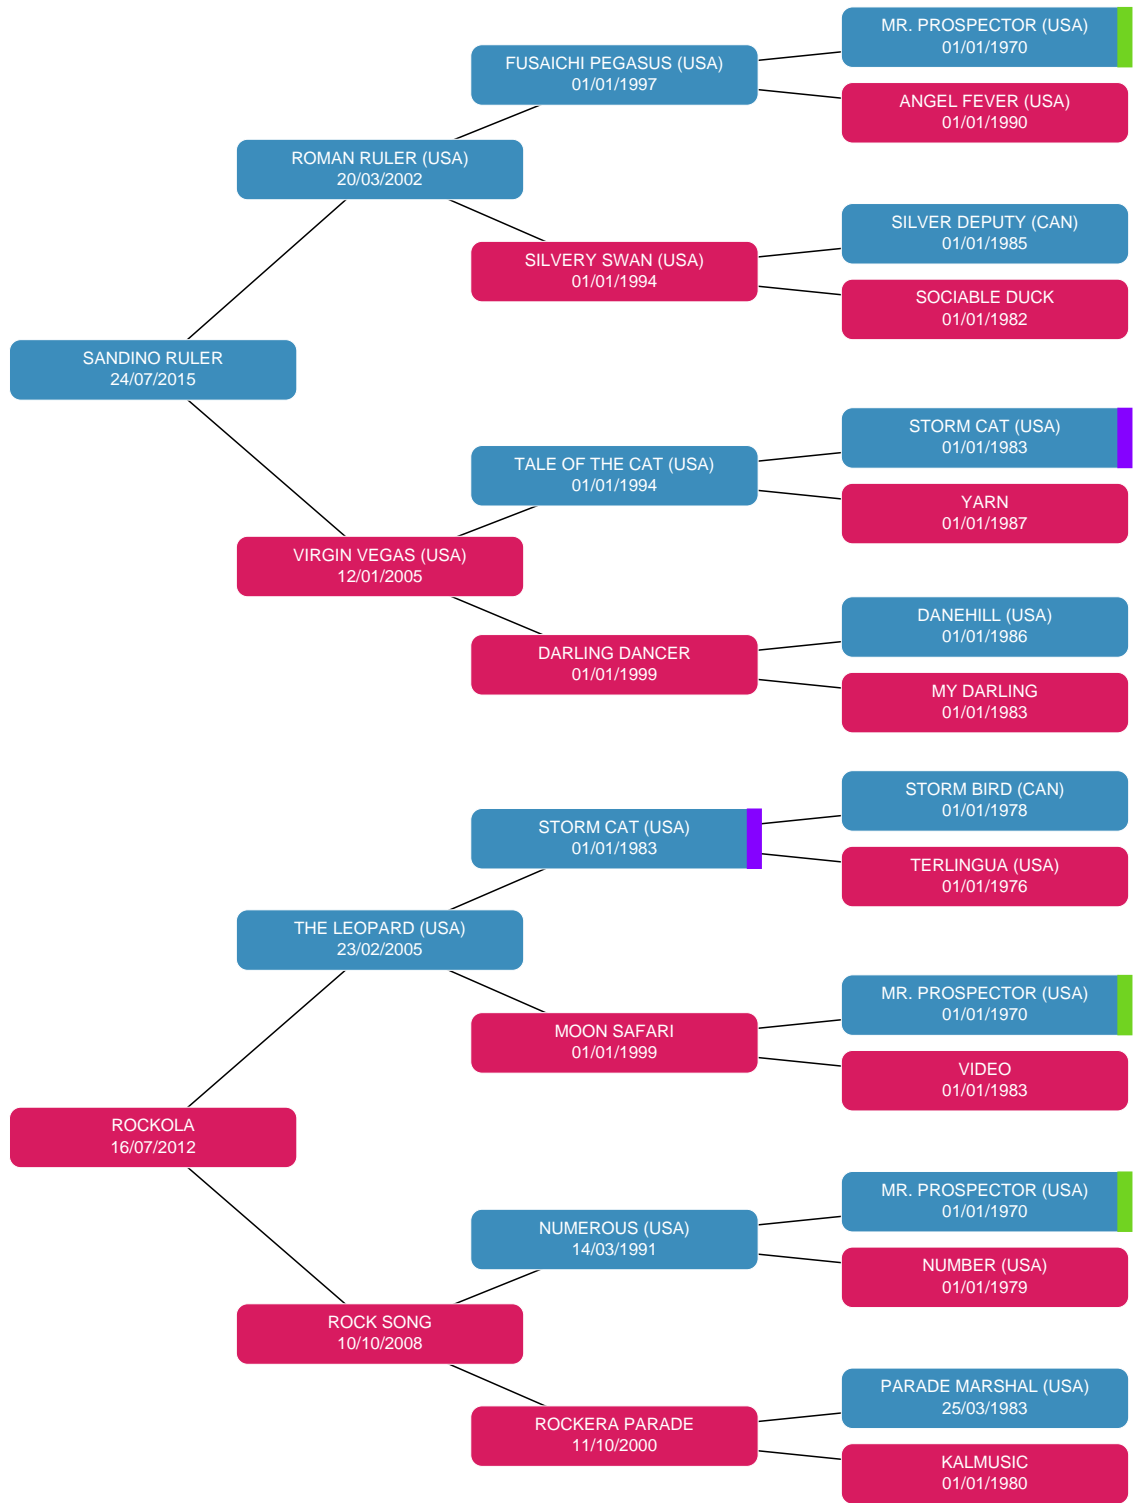 MR. PROSPECTOR (USA)
01/01/1970
FUSAICHI PEGASUS (USA)
01/01/1997
ANGEL FEVER (USA)
01/01/1990
ROMAN RULER (USA)
20/03/2002
SILVER DEPUTY (CAN)
01/01/1985
SILVERY SWAN (USA)
01/01/1994
SOCIABLE DUCK
01/01/1982
SANDINO RULER
24/07/2015
STORM CAT (USA)
01/01/1983
TALE OF THE CAT (USA)
01/01/1994
YARN
01/01/1987
VIRGIN VEGAS (USA)
12/01/2005
DANEHILL (USA)
01/01/1986
DARLING DANCER
01/01/1999
MY DARLING
01/01/1983
STORM BIRD (CAN)
01/01/1978
STORM CAT (USA)
01/01/1983
TERLINGUA (USA)
01/01/1976
THE LEOPARD (USA)
23/02/2005
MR. PROSPECTOR (USA)
01/01/1970
MOON SAFARI
01/01/1999
VIDEO
01/01/1983
ROCKOLA
16/07/2012
MR. PROSPECTOR (USA)
01/01/1970
NUMEROUS (USA)
14/03/1991
NUMBER (USA)
01/01/1979
ROCK SONG
10/10/2008
PARADE MARSHAL (USA)
25/03/1983
ROCKERA PARADE
11/10/2000
KALMUSIC
01/01/1980